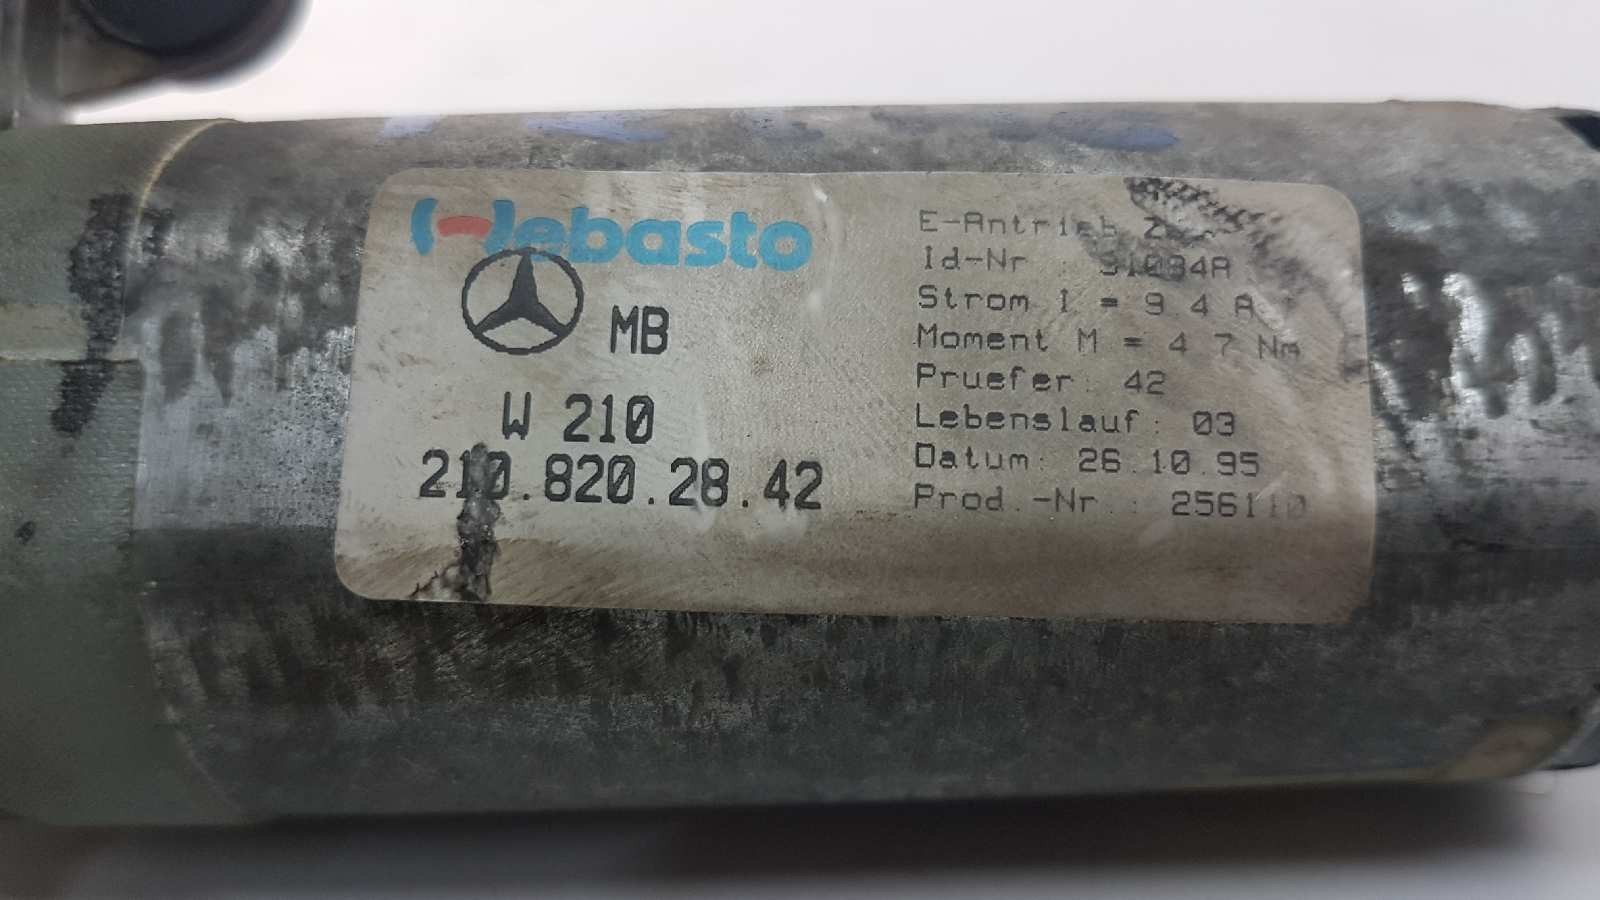 Webasto
MB
W 210
210.820.28.42
E-Antrieb
Id-Nr :
Strom I = 9.4 A
Moment M = 4 7 Nm
Pruefer: 42
Lebenslauf: 03
Datum: 26.10.95
Prod.-Nr.: 256110